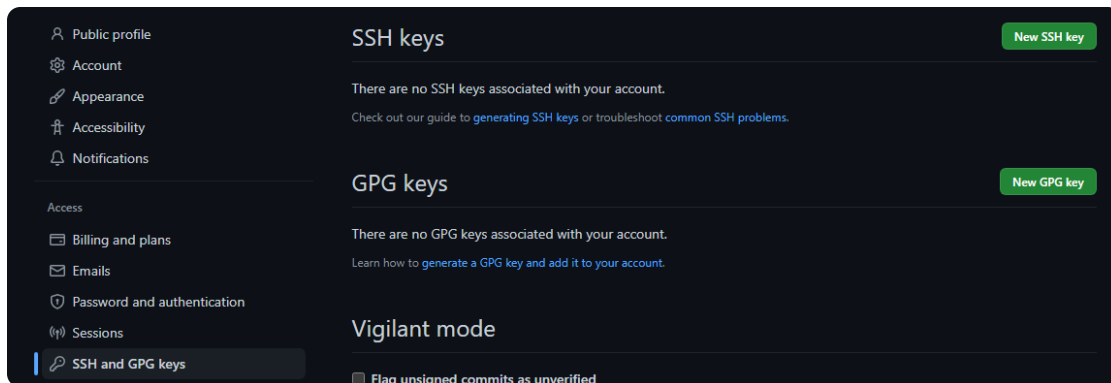 Public profile
Account
Appearance
Accessibility
Notifications
Access
Billing and plans
Emails
Password and authentication
Sessions
SSH and GPG keys
SSH keys
New SSH key
There are no SSH keys associated with your account.
Check out our guide to generating SSH keys or troubleshoot common SSH problems.
GPG keys
New GPG key
There are no GPG keys associated with your account.
Learn how to generate a GPG key and add it to your account.
Vigilant mode
Flag unsigned commits as unverified